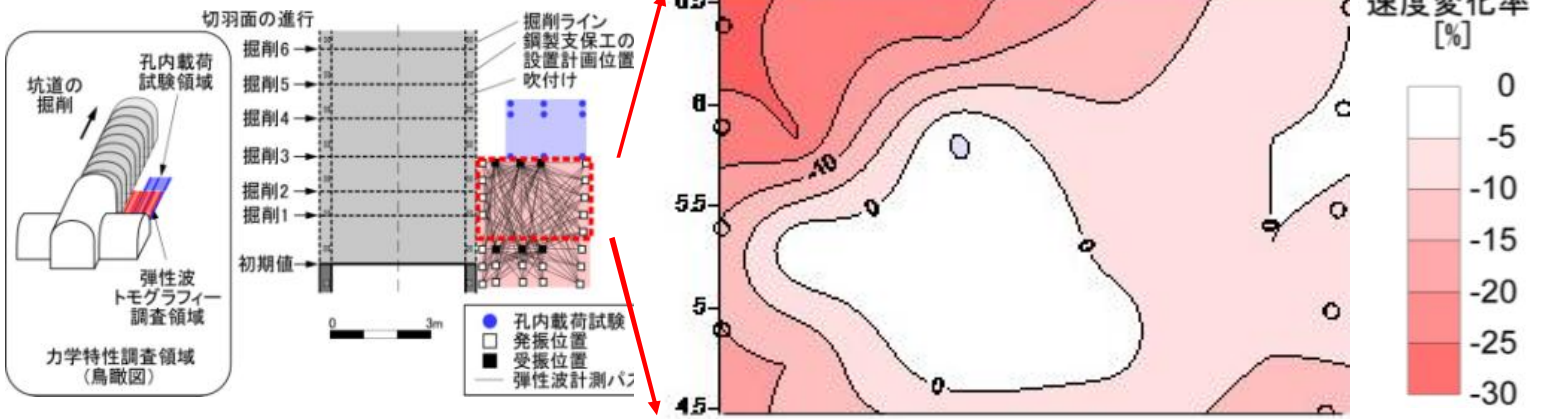 切羽面の進行
坑道の
掘削
孔内載荷
試験領域
弾性波
トモグラフィー
調査領域
力学特性調査領域
(鳥瞰図)
掘削6
掘削5
掘削4
掘削3
掘削2
掘削1
初期値
掘削ライン
鋼製支保工の
設置計画位置
吹付け
0
3m
孔内載荷試験
発振位置
受振位置
弾性波計測パス
6.5
6
5.5
5
4.5
-10
0
0
0
0
速度変化率
[%]
0
-5
-10
-15
-20
-25
-30